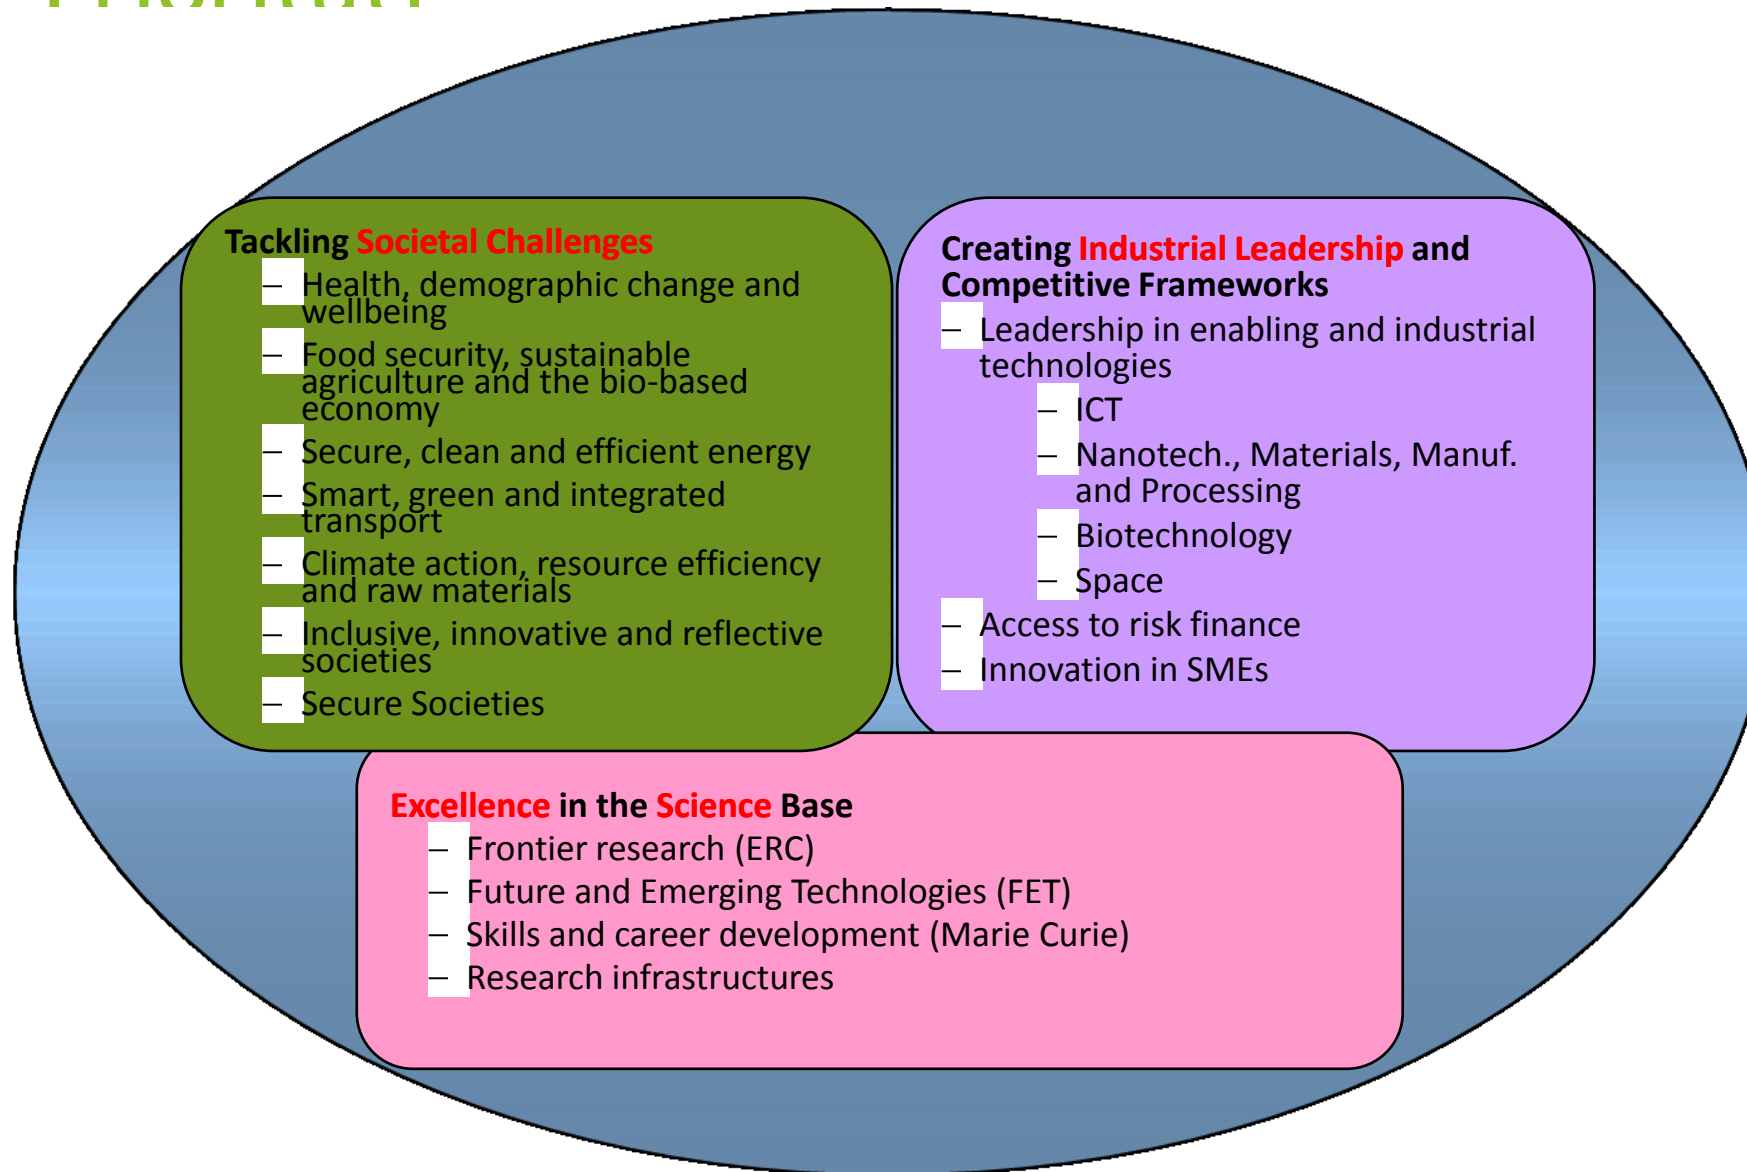 Tackling Societal Challenges
– Health, demographic change and
wellbeing
– Food security, sustainable
agriculture and the bio-based
economy
– Secure, clean and efficient energy
– Smart, green and integrated
transport
– Climate action, resource efficiency
and raw materials
– Inclusive, innovative and reflective
societies
– Secure Societies
Creating Industrial Leadership and
Competitive Frameworks
– Leadership in enabling and industrial
technologies
– ICT
– Nanotech., Materials, Manuf.
and Processing
– Biotechnology
– Space
– Access to risk finance
– Innovation in SMEs
Excellence in the Science Base
– Frontier research (ERC)
– Future and Emerging Technologies (FET)
– Skills and career development (Marie Curie)
– Research infrastructures